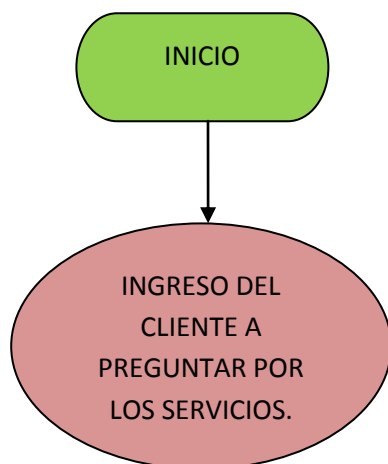 INICIO
INGRESO DEL
CLIENTE A
PREGUNTAR POR
LOS SERVICIOS.